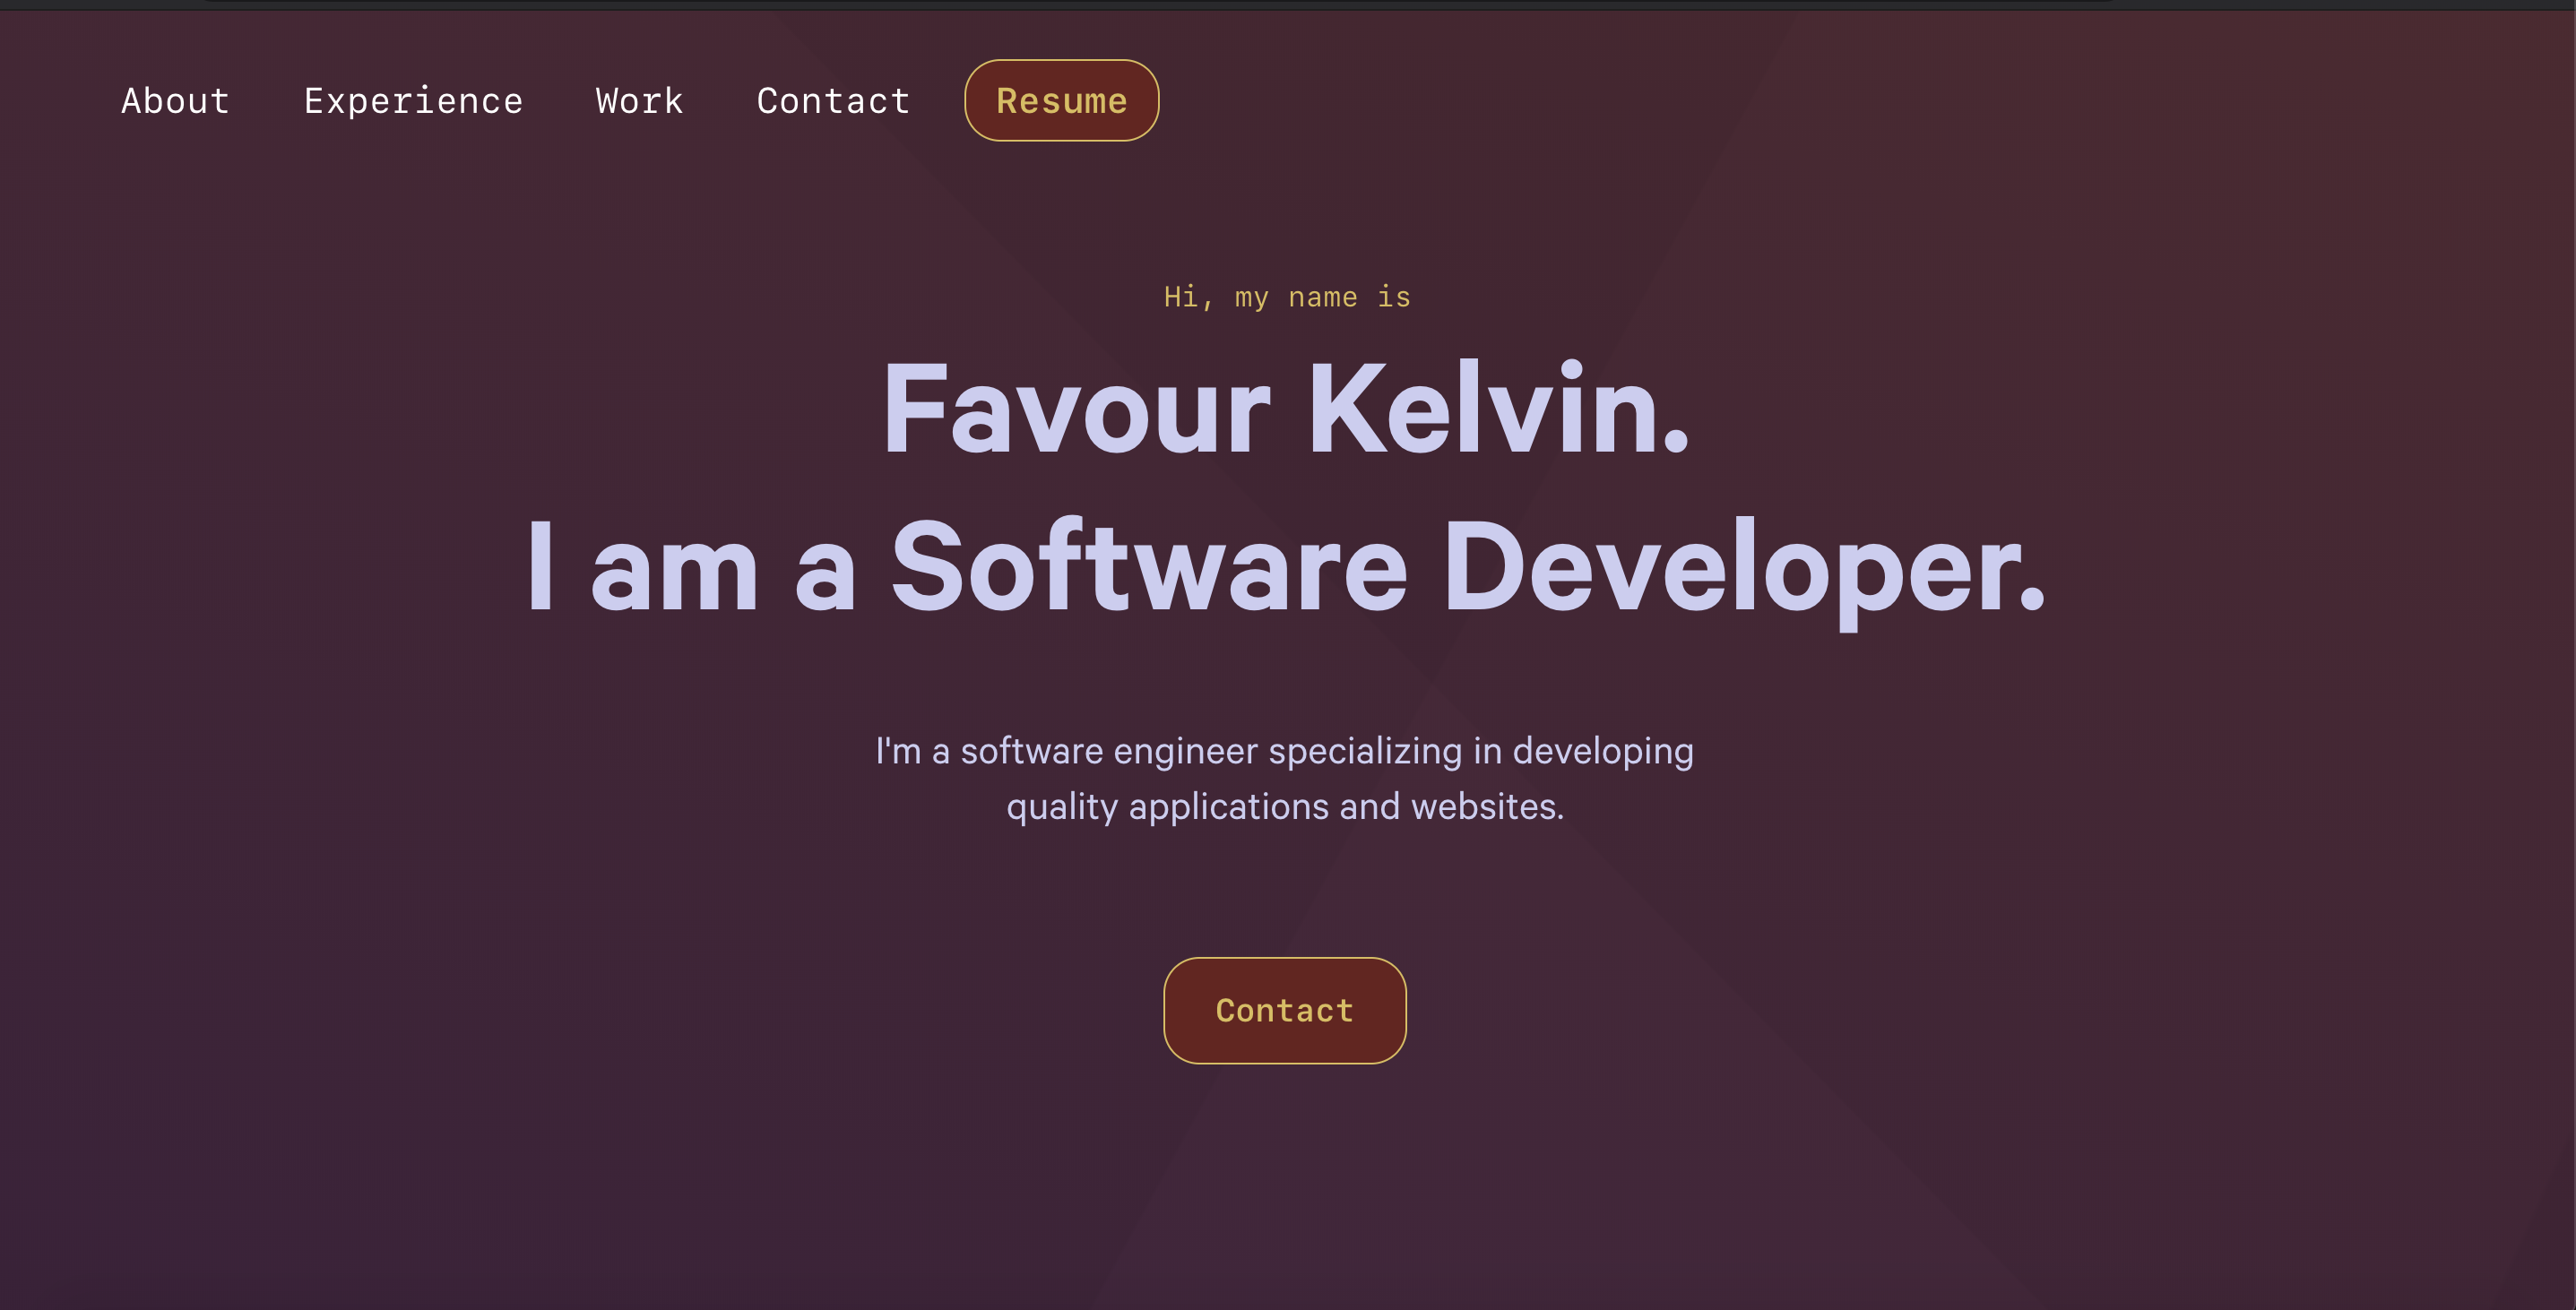 About Experience Work Contact Resume
Hi, my name is
Favour Kelvin.
I am a Software Developer.
I'm a software engineer specializing in developing
quality applications and websites.
Contact